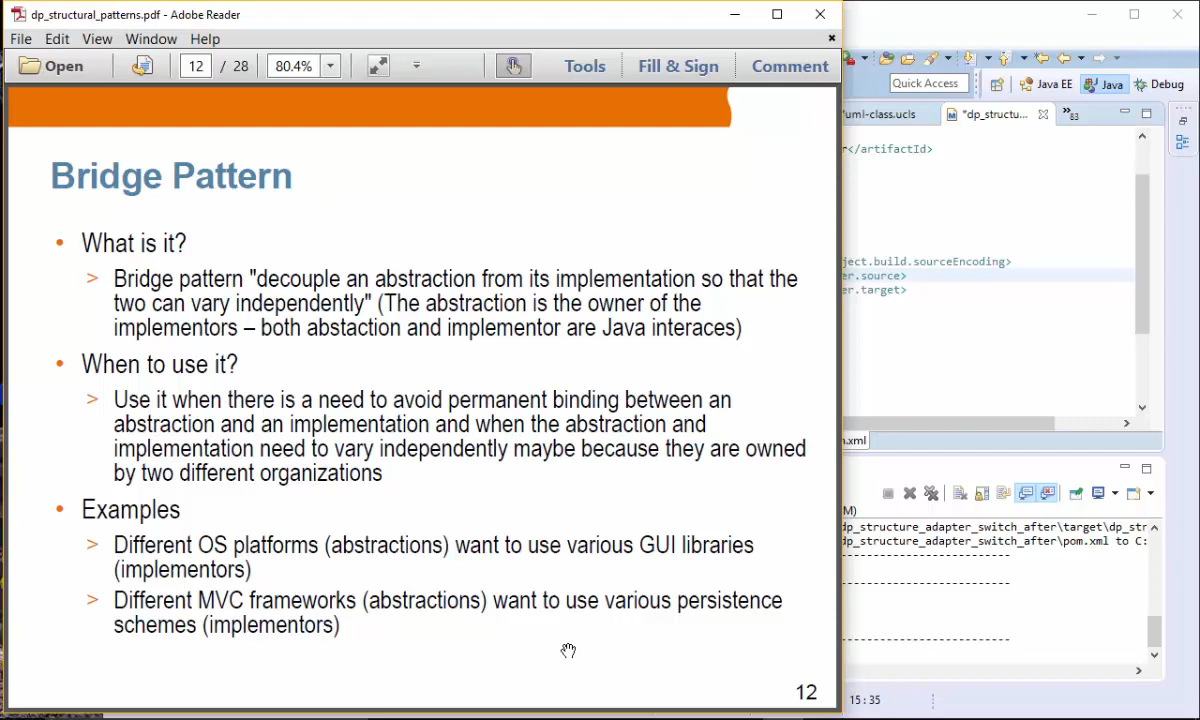 dp_structural_patterns.pdf - Adobe Reader
File Edit View Window Help
Open 12 / 28 80.4% Tools Fill & Sign Comment
Bridge Pattern
• What is it?
> Bridge pattern "decouple an abstraction from its implementation so that the
two can vary independently" (The abstraction is the owner of the
implementors – both abstaction and implementor are Java interaces)
• When to use it?
> Use it when there is a need to avoid permanent binding between an
abstraction and an implementation and when the abstraction and
implementation need to vary independently maybe because they are owned
by two different organizations
• Examples
> Different OS platforms (abstractions) want to use various GUI libraries
(implementors)
> Different MVC frameworks (abstractions) want to use various persistence
schemes (implementors)
12
Quick Access Java EE Java Debug
uml-class.ucls *dp_structu... 83
r</artifactId>
ject.build.sourceEncoding>
er.source>
er.target>
.xml
M)
dp_structure_adapter_switch_after\target\dp_str
dp_structure_adapter_switch_after\pom.xml to C:
------------------------
------------------------
------------------------
15:35